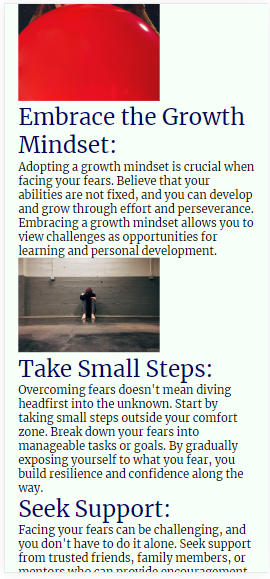 Embrace the Growth
Mindset:
Adopting a growth mindset is crucial when
facing your fears. Believe that your
abilities are not fixed, and you can develop
and grow through effort and perseverance.
Embracing a growth mindset allows you to
view challenges as opportunities for
learning and personal development.
Take Small Steps:
Overcoming fears doesn't mean diving
headfirst into the unknown. Start by
taking small steps outside your comfort
zone. Break down your fears into
manageable tasks or goals. By gradually
exposing yourself to what you fear, you
build resilience and confidence along the
way.
Seek Support:
Facing your fears can be challenging, and
you don't have to do it alone. Seek support
from trusted friends, family members, or
mentors who can provide encouragement